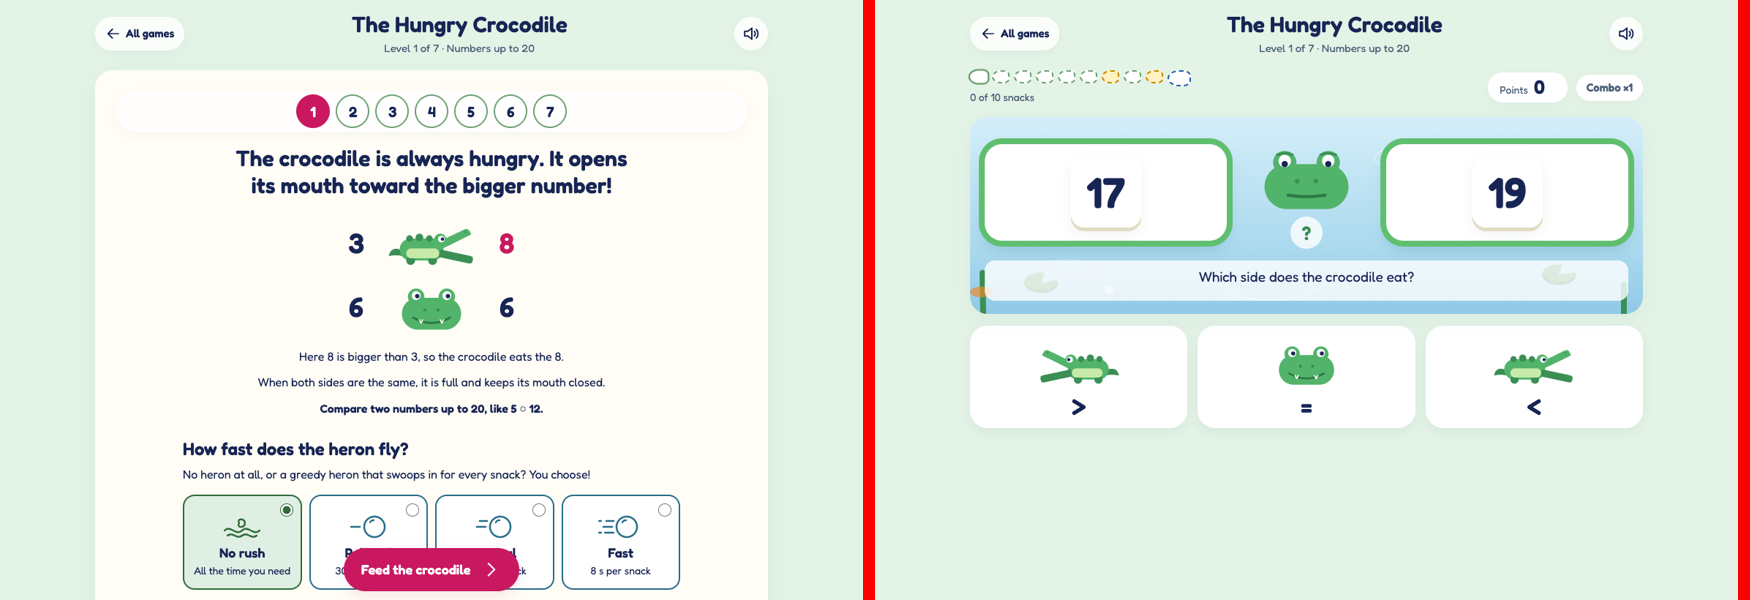 ← All games
The Hungry Crocodile
Level 1 of 7 · Numbers up to 20
1 2 3 4 5 6 7
The crocodile is always hungry. It opens
its mouth toward the bigger number!
3 8
6 6
Here 8 is bigger than 3, so the crocodile eats the 8.
When both sides are the same, it is full and keeps its mouth closed.
Compare two numbers up to 20, like 5 ○ 12.
How fast does the heron fly?
No heron at all, or a greedy heron that swoops in for every snack? You choose!
No rush
All the time you need
Fast
8 s per snack
Feed the crocodile
← All games
The Hungry Crocodile
Level 1 of 7 · Numbers up to 20
0 of 10 snacks
Points 0
Combo ×1
17 19
?
Which side does the crocodile eat?
> = <